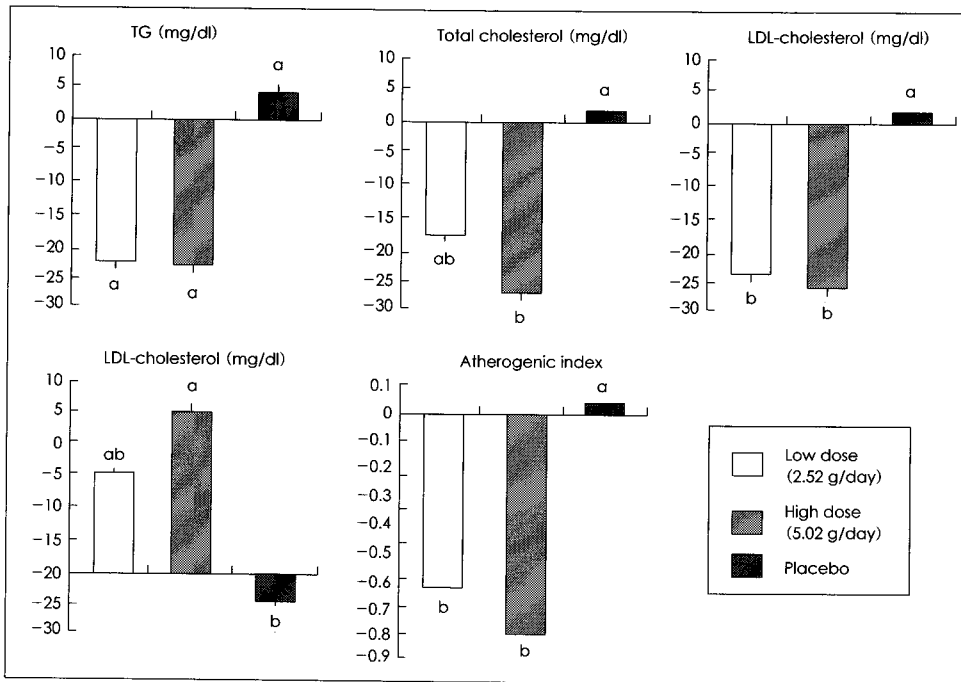 TG (mg/dl)
10
5
0
−5
−10
−15
−20
−25
−30
a
a
a
Total cholesterol (mg/dl)
10
5
0
−5
−10
−15
−20
−25
−30
ab
b
a
LDL-cholesterol (mg/dl)
10
5
0
−5
−10
−15
−20
−25
−30
b
b
a
LDL-cholesterol (mg/dl)
10
5
0
−5
−10
−15
−20
−25
−30
ab
a
b
Atherogenic index
0.1
0
−0.1
−0.2
−0.3
−0.4
−0.5
−0.6
−0.7
−0.8
−0.9
b
b
a
Low dose
(2.52 g/day)
High dose
(5.02 g/day)
Placebo